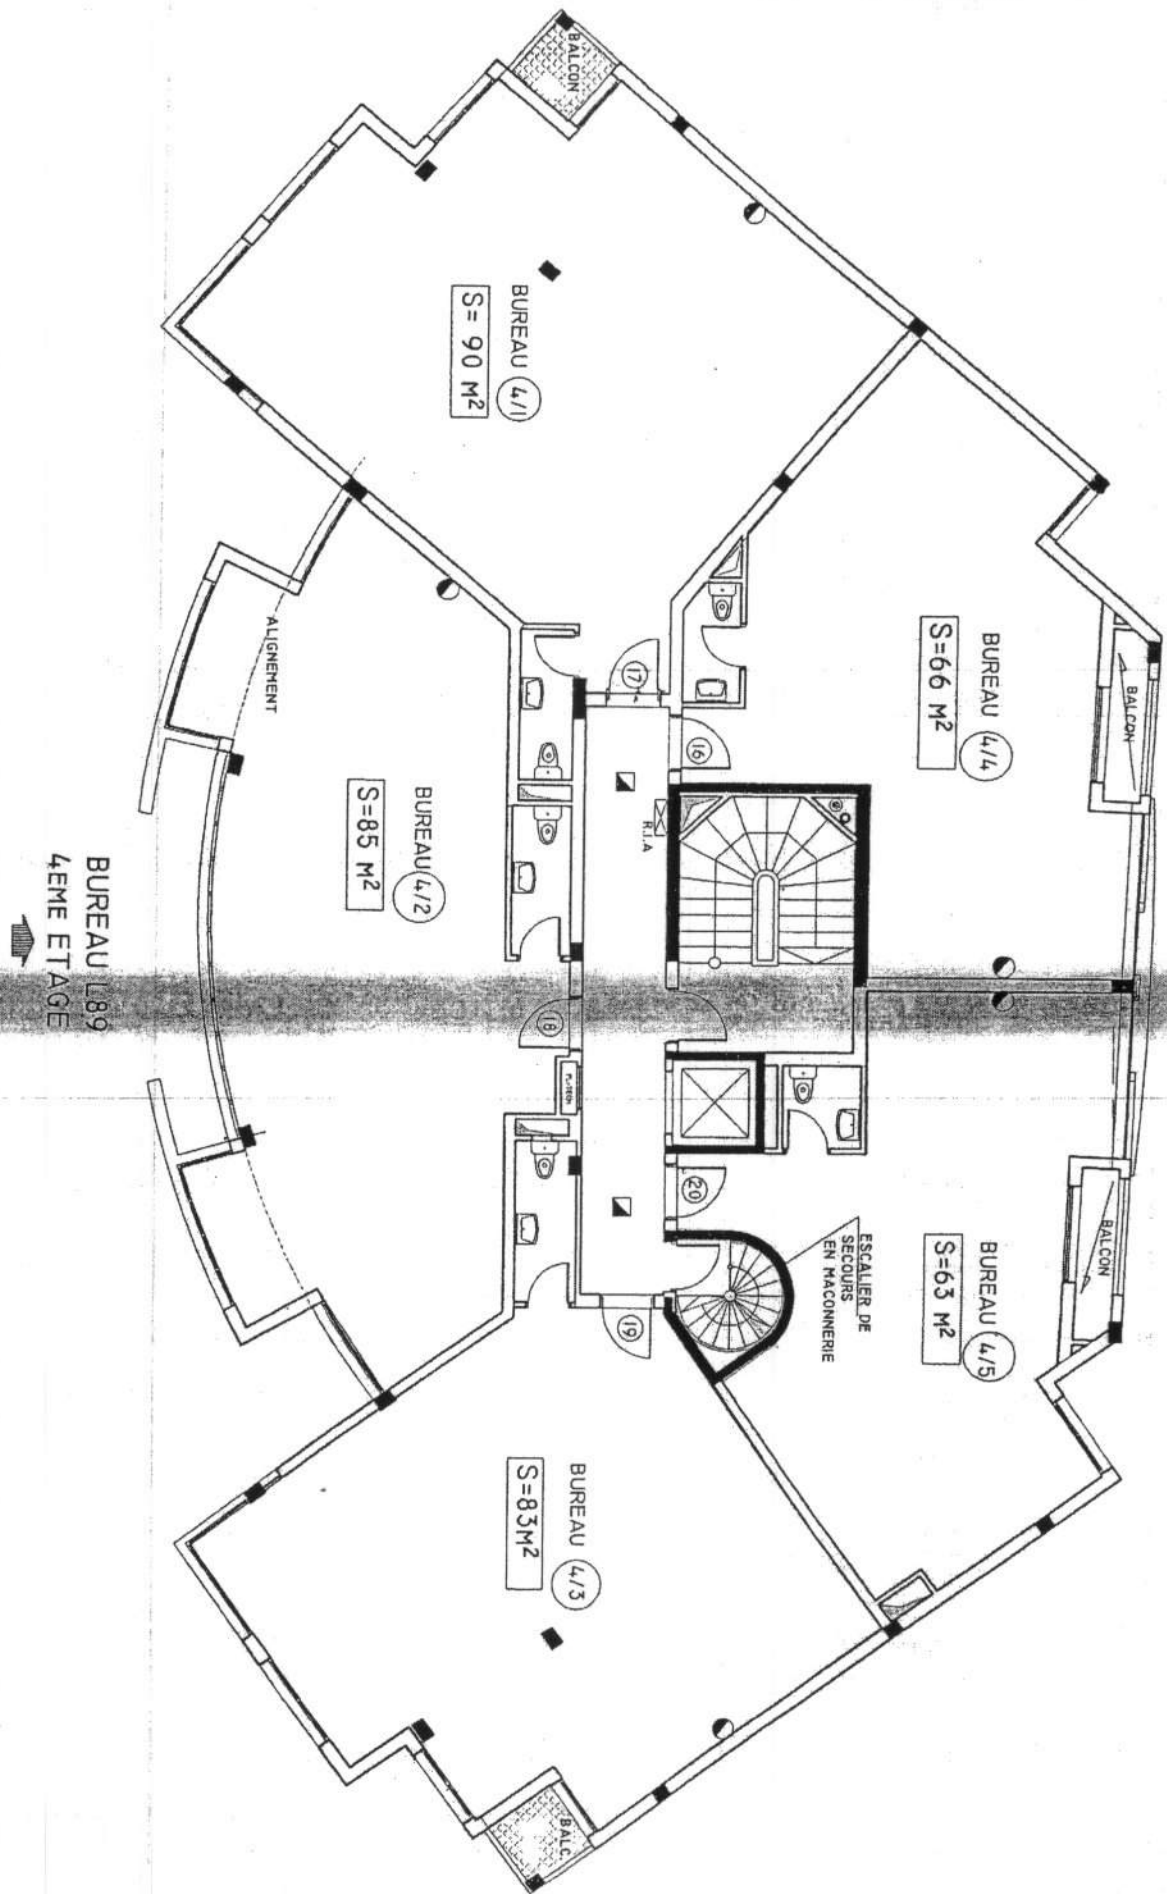 BALCON
BUREAU 4/1
S= 90 M²
BUREAU 4/4
S=66 M²
BALCON
17
16
R.I.A
ALIGNEMENT
BUREAU 4/2
S=85 M²
18
BUREAU L89
4EME ETAGE
20
19
ESCALIER DE
SECOURS
EN MACONNERIE
BUREAU 4/5
S=63 M²
BALCON
BUREAU 4/3
S=83M²
BALC.